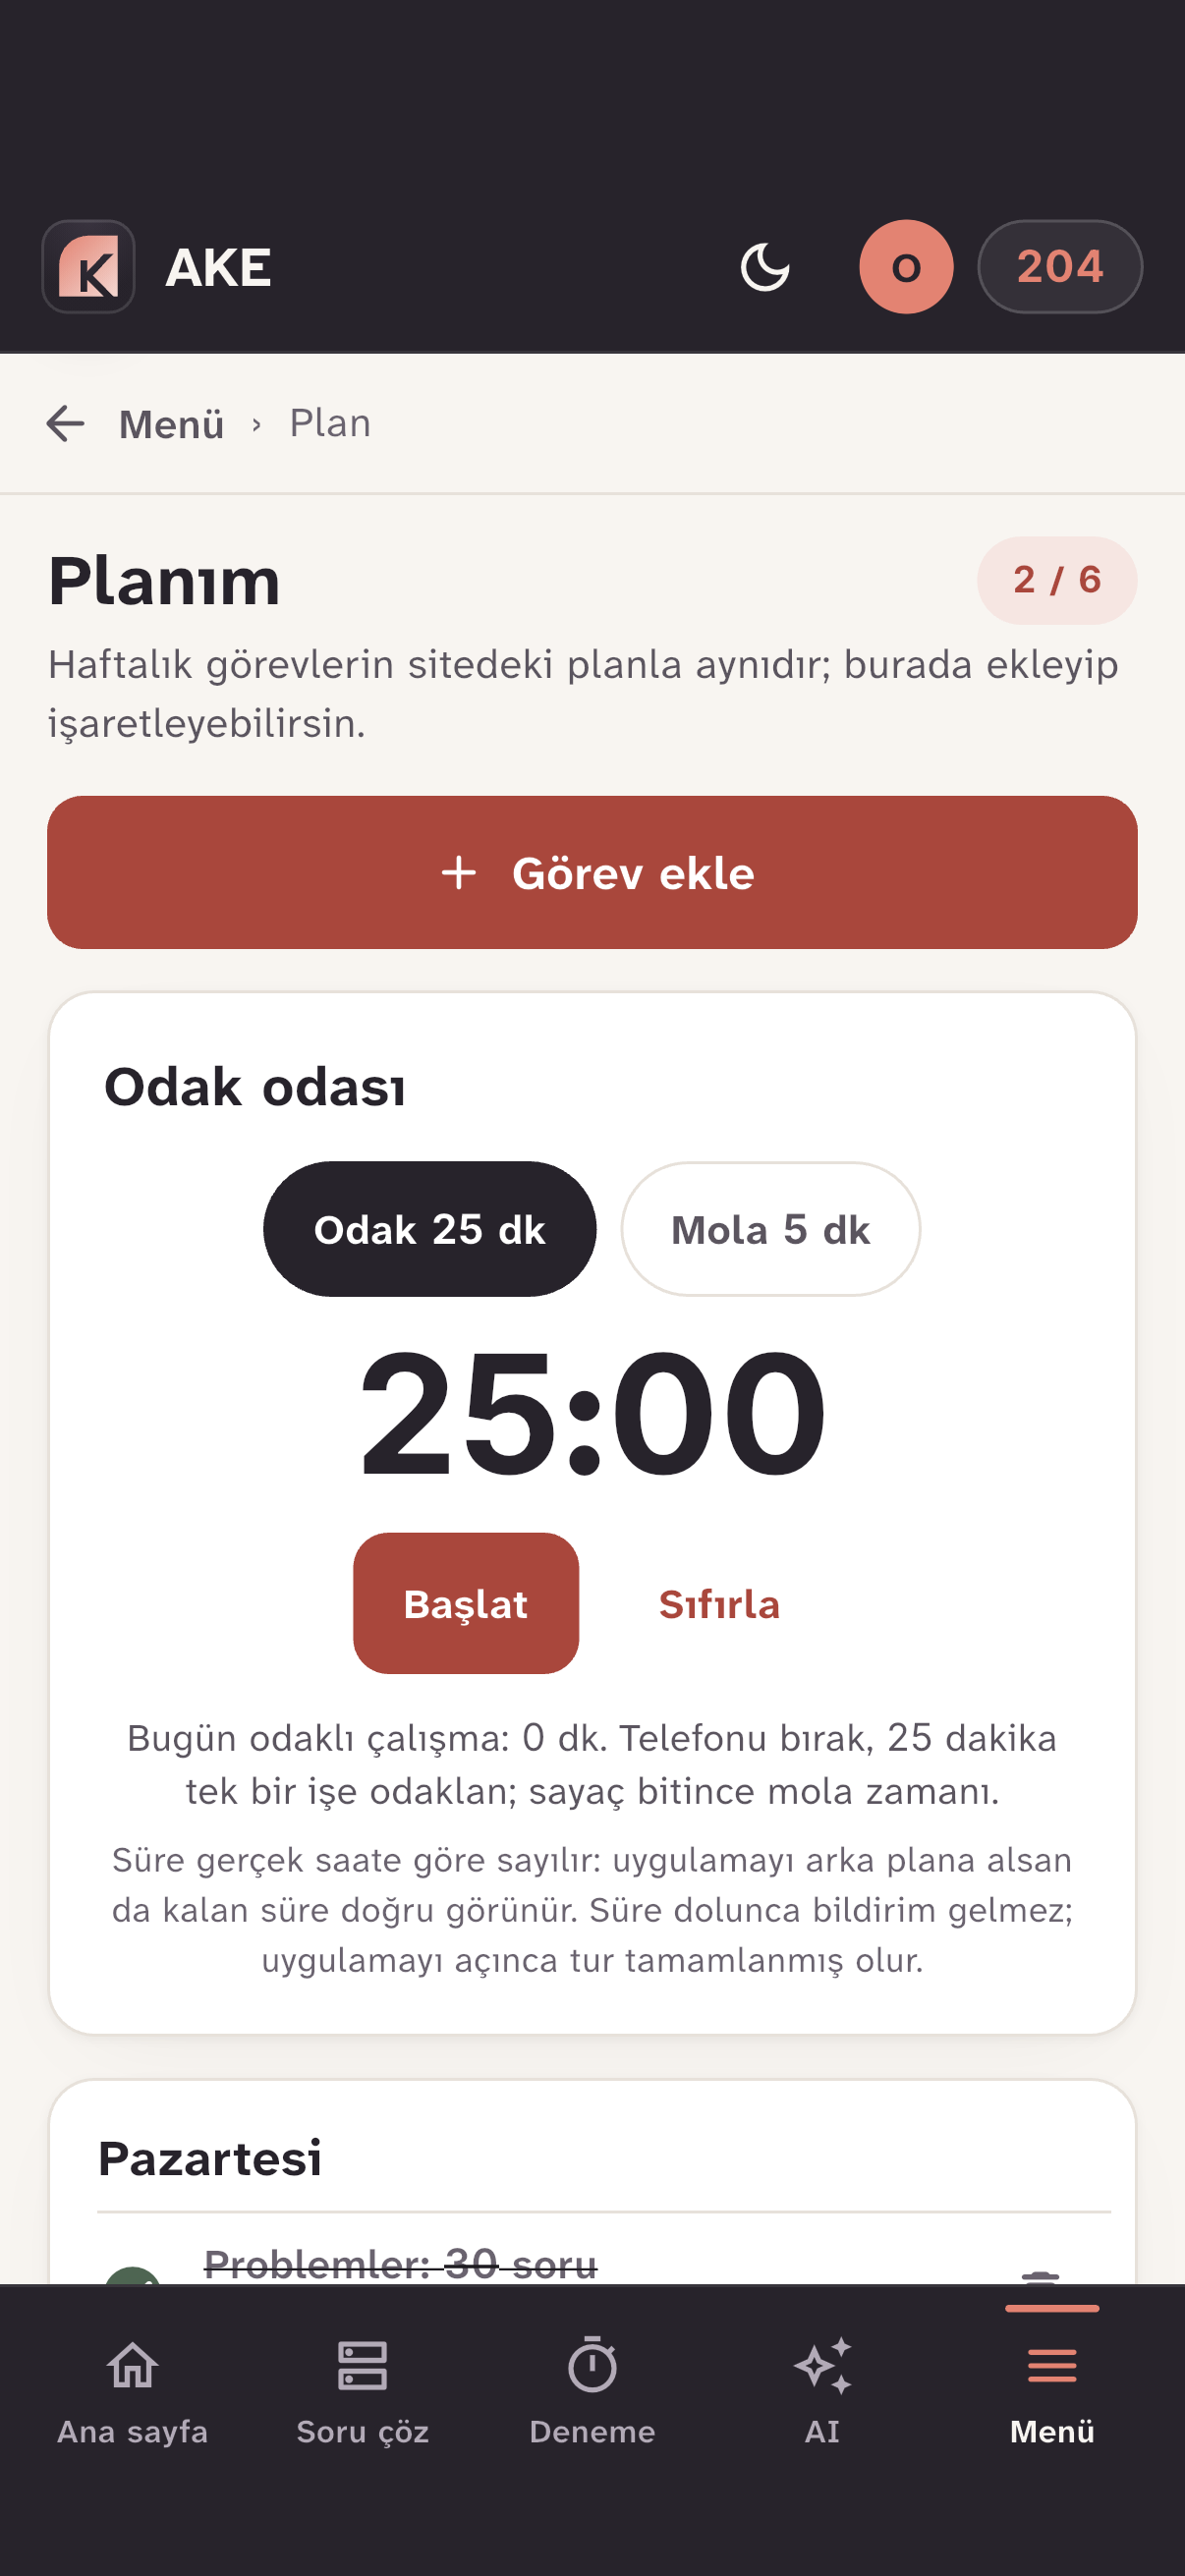 K AKE O 204
Menü › Plan
Planım 2 / 6
Haftalık görevlerin sitedeki planla aynıdır; burada ekleyip
işaretleyebilirsin.
+ Görev ekle
Odak odası
Odak 25 dk Mola 5 dk
25:00
Başlat Sıfırla
Bugün odaklı çalışma: 0 dk. Telefonu bırak, 25 dakika
tek bir işe odaklan; sayaç bitince mola zamanı.
Süre gerçek saate göre sayılır: uygulamayı arka plana alsan
da kalan süre doğru görünür. Süre dolunca bildirim gelmez;
uygulamayı açınca tur tamamlanmış olur.
Pazartesi
Problemler: 30 soru
Ana sayfa Soru çöz Deneme AI Menü